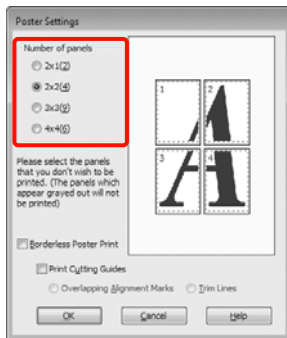 Poster Settings
Number of panels
2x1(2)
2x2(4)
3x3(9)
4x4(6)
1
2
3
4
Please select the panels
that you don't wish to be
printed. (The panels which
appear grayed out will not
be printed)
Borderless Poster Print
Print Cutting Guides
Overlapping Alignment Marks
Trim Lines
OK
Cancel
Help